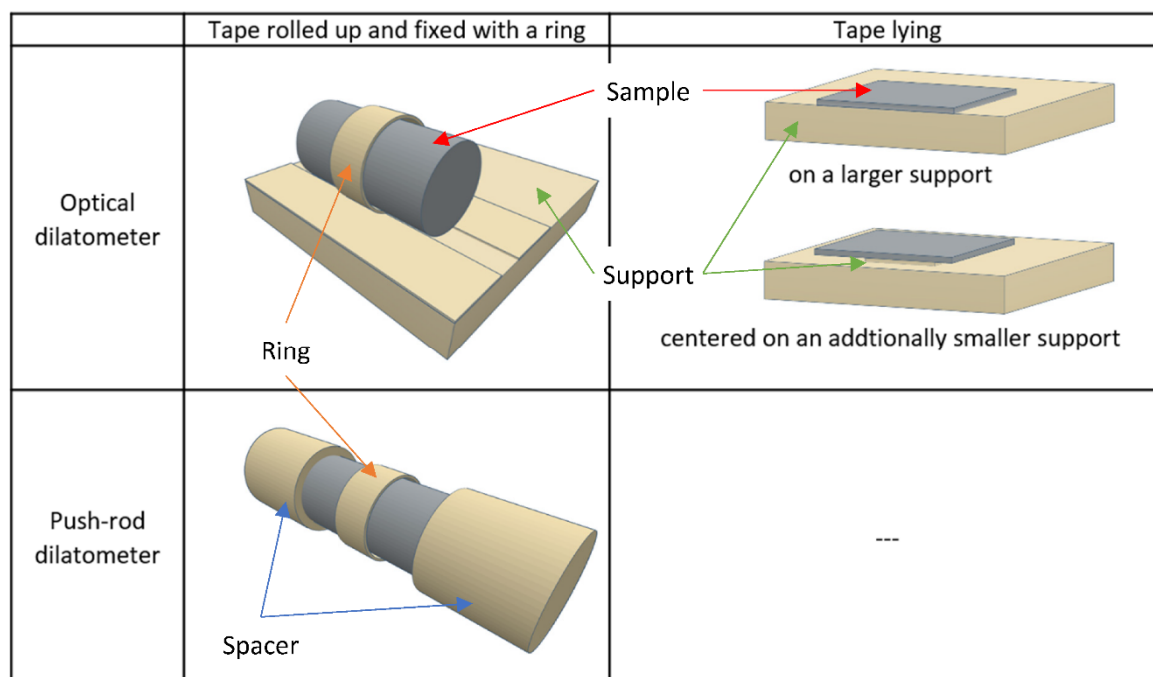 Tape rolled up and fixed with a ring
Tape lying
Optical
dilatometer
Sample
on a larger support
Support
Ring
centered on an addtionally smaller support
Push-rod
dilatometer
Spacer
---